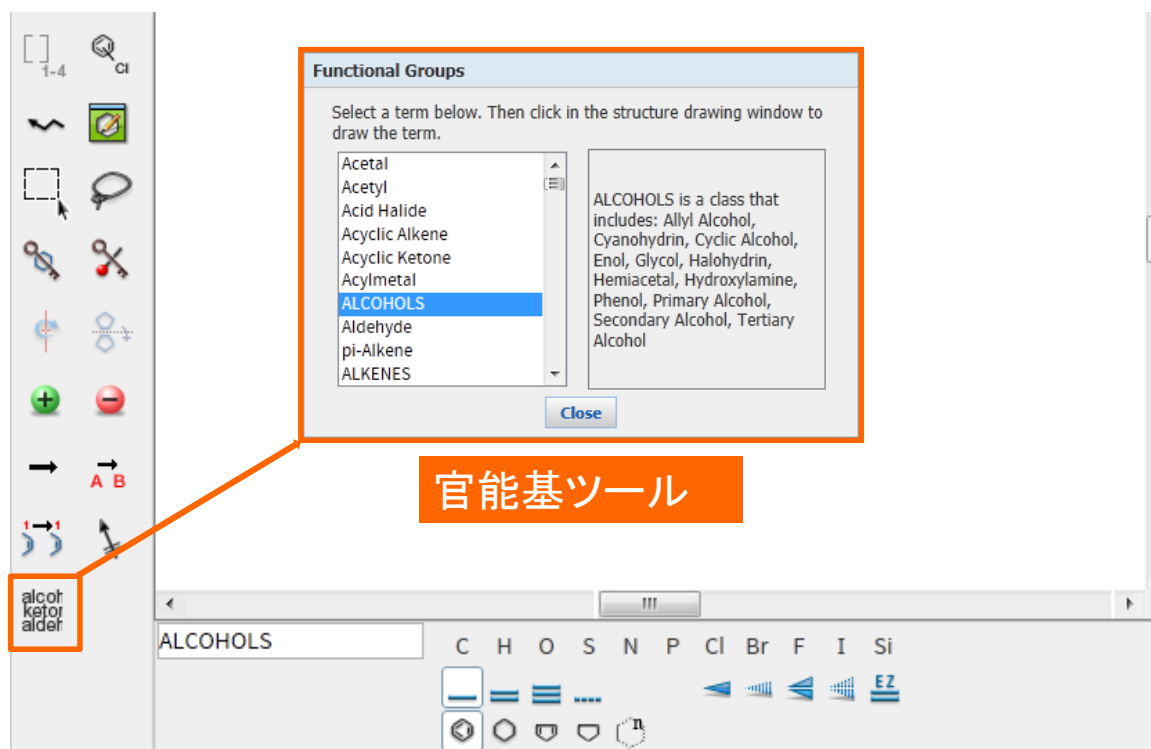 [ ]
1-4
Cl
Functional Groups
Select a term below. Then click in the structure drawing window to
draw the term.
Acetal
Acetyl
Acid Halide
Acyclic Alkene
Acyclic Ketone
Acylmetal
ALCOHOLS
Aldehyde
pi-Alkene
ALKENES
ALCOHOLS is a class that
includes: Allyl Alcohol,
Cyanohydrin, Cyclic Alcohol,
Enol, Glycol, Halohydrin,
Hemiacetal, Hydroxylamine,
Phenol, Primary Alcohol,
Secondary Alcohol, Tertiary
Alcohol
Close
官能基ツール
A B
1→1
alcoh
ketor
aldeh
ALCOHOLS
C H O S N P Cl Br F I Si
EZ
n